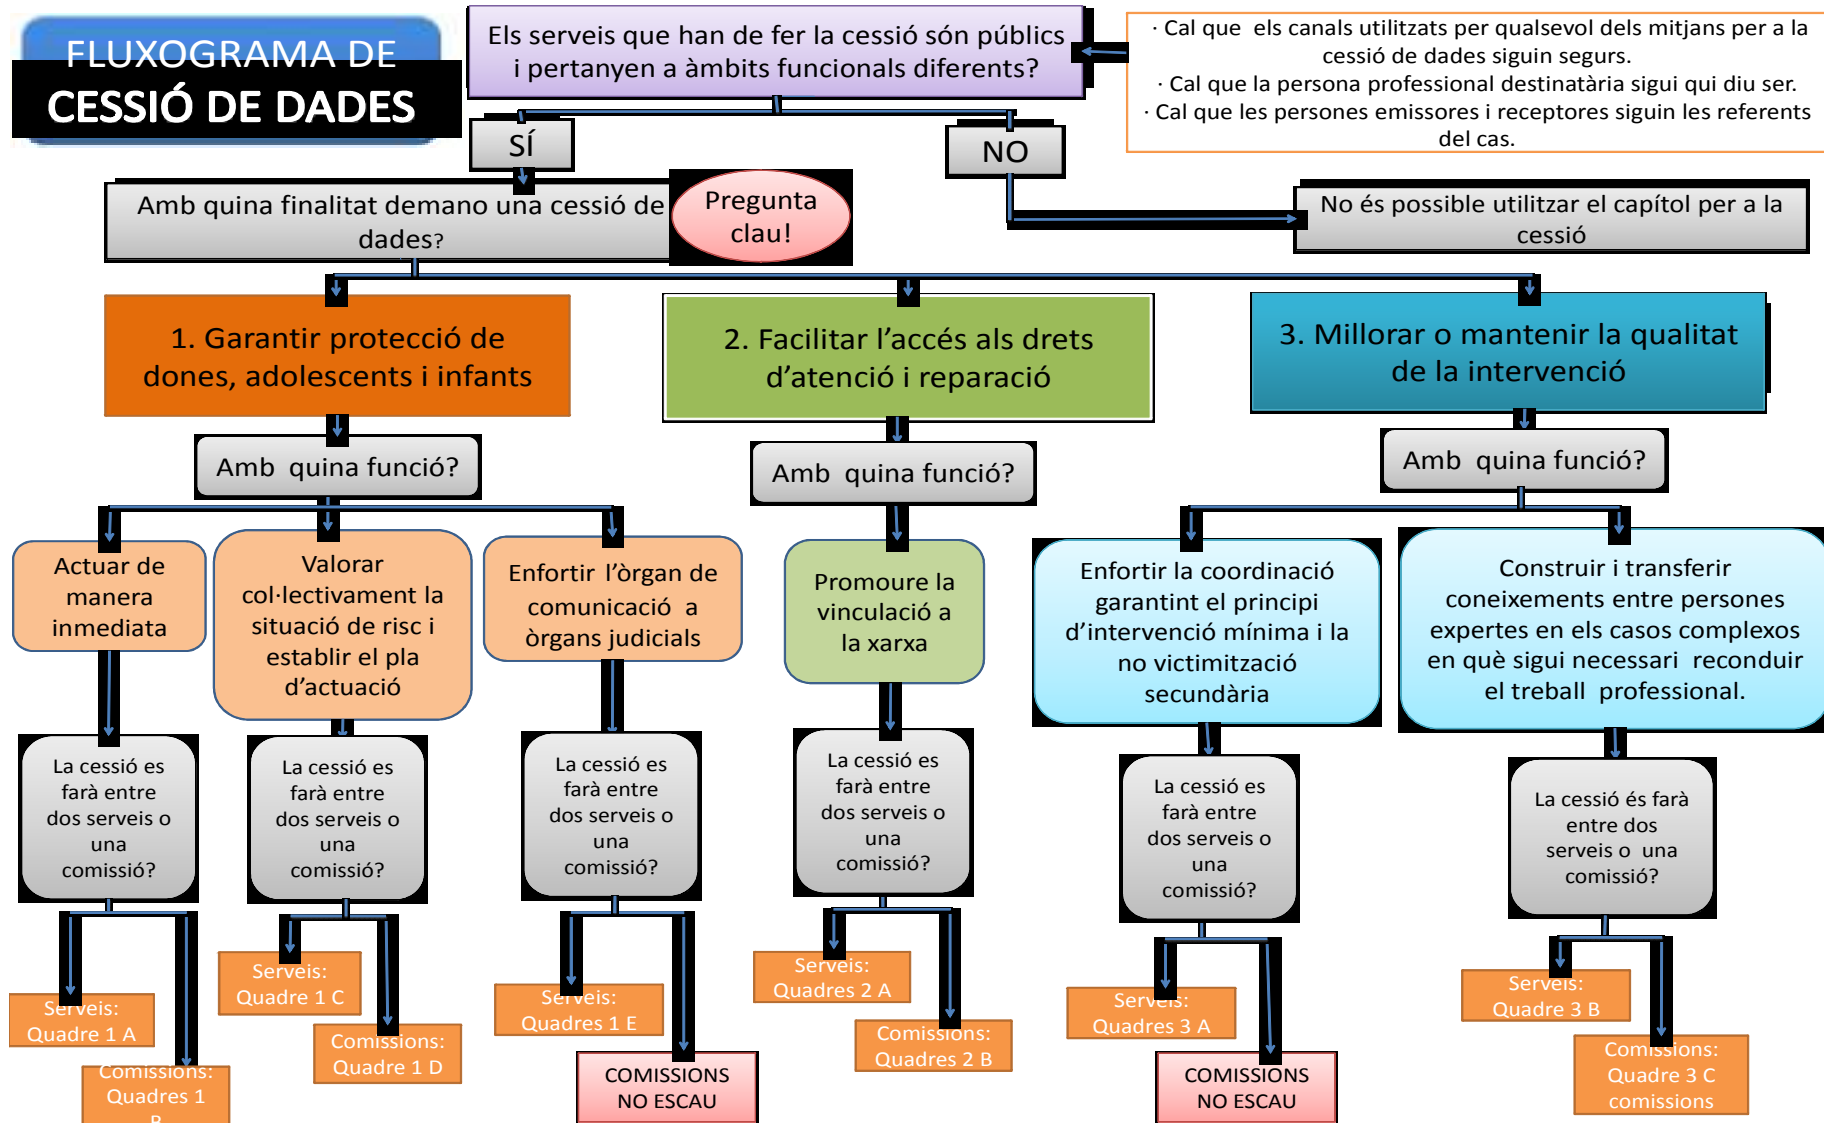 FLUXOGRAMA DE
CESSIÓ DE DADES
Els serveis que han de fer la cessió són públics
i pertanyen a àmbits funcionals diferents?
· Cal que els canals utilitzats per qualsevol dels mitjans per a la
cessió de dades siguin segurs.
· Cal que la persona professional destinatària sigui qui diu ser.
· Cal que les persones emissores i receptores siguin les referents
del cas.
SÍ
NO
Amb quina finalitat demano una cessió de
dades?
Pregunta
clau!
No és possible utilitzar el capítol per a la
cessió
1. Garantir protecció de
dones, adolescents i infants
2. Facilitar l’accés als drets
d’atenció i reparació
3. Millorar o mantenir la qualitat
de la intervenció
Amb quina funció?
Amb quina funció?
Amb quina funció?
Actuar de
manera
inmediata
Valorar
col·lectivament la
situació de risc i
establir el pla
d’actuació
Enfortir l’òrgan de
comunicació a
òrgans judicials
Promoure la
vinculació a
la xarxa
Enfortir la coordinació
garantint el principi
d’intervenció mínima i la
no victimització
secundària
Construir i transferir
coneixements entre persones
expertes en els casos complexos
en què sigui necessari reconduir
el treball professional.
La cessió es
farà entre
dos serveis o
una
comissió?
La cessió es
farà entre
dos serveis o
una
comissió?
La cessió es
farà entre
dos serveis o
una
comissió?
La cessió es
farà entre
dos serveis o
una
comissió?
La cessió es
farà entre
dos serveis o
una
comissió?
La cessió és farà
entre dos
serveis o una
comissió?
Serveis:
Quadre 1 A
Comissions:
Quadres 1
B
Serveis:
Quadre 1 C
Comissions:
Quadre 1 D
Serveis:
Quadres 1 E
COMISSIONS
NO ESCAU
Serveis:
Quadres 2 A
Comissions:
Quadres 2 B
Serveis:
Quadres 3 A
COMISSIONS
NO ESCAU
Serveis:
Quadre 3 B
Comissions:
Quadre 3 C
comissions